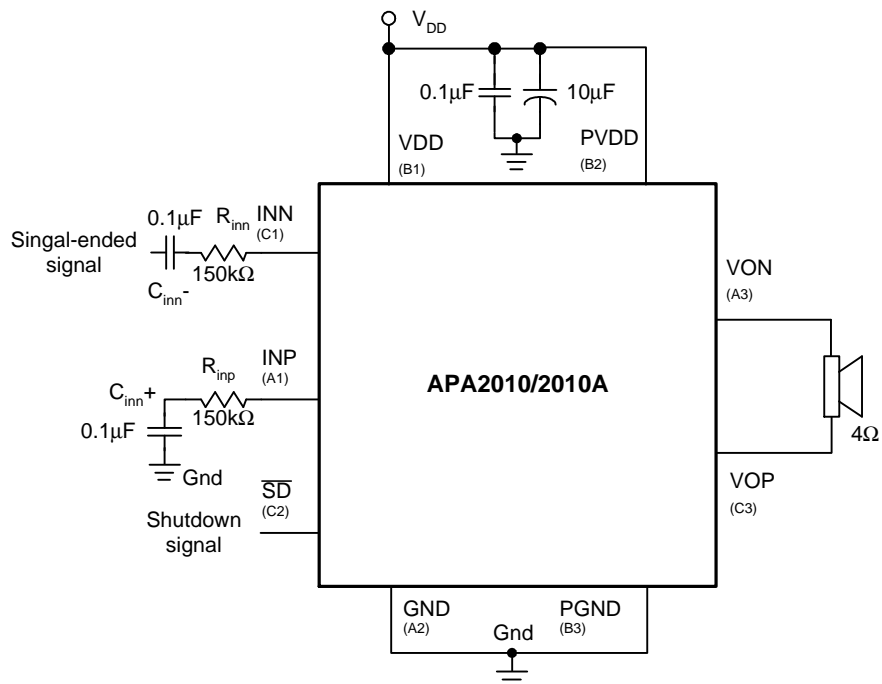 V_DD
0.1μF
10μF
VDD
(B1)
PVDD
(B2)
0.1μF
R_inn
INN
(C1)
Singal-ended
signal
150kΩ
C_inn-
VON
(A3)
R_inp
INP
(A1)
APA2010/2010A
C_inn+
150kΩ
0.1μF
4Ω
Gnd
SD
(C2)
VOP
(C3)
Shutdown
signal
GND
(A2)
PGND
(B3)
Gnd